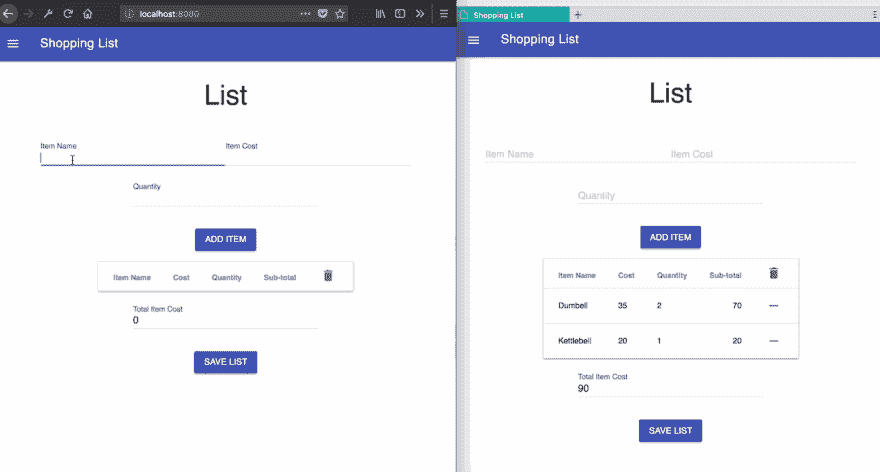 localhost:8080
Shopping List
List
Item Name Item Cost
Quantity
ADD ITEM
Item Name Cost Quantity Sub-total
Total Item Cost
0
SAVE LIST
Shopping List
Shopping List
List
Item Name Item Cost
Quantity
ADD ITEM
Item Name Cost Quantity Sub-total
Dumbell 35 2 70 ---
Kettlebell 20 1 20 ---
Total Item Cost
90
SAVE LIST